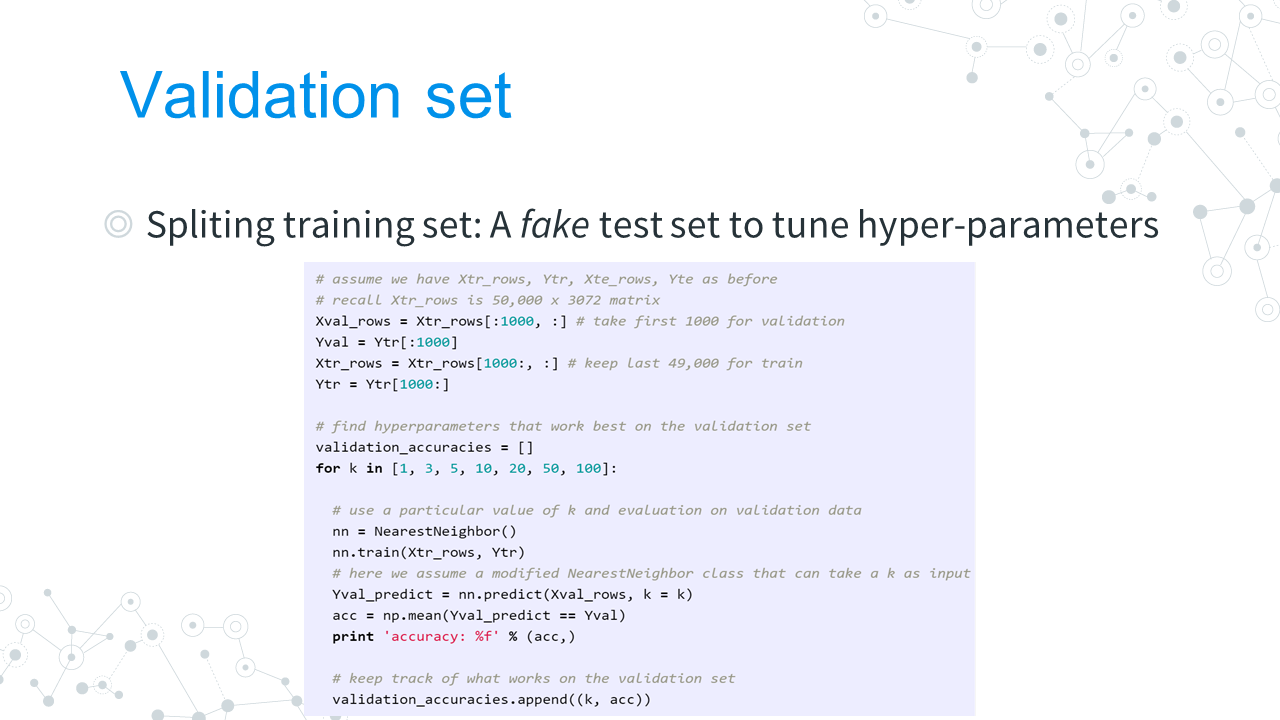 Validation set
Spliting training set: A fake test set to tune hyper-parameters
# assume we have Xtr_rows, Ytr, Xte_rows, Yte as before
# recall Xtr_rows is 50,000 x 3072 matrix
Xval_rows = Xtr_rows[:1000, :] # take first 1000 for validation
Yval = Ytr[:1000]
Xtr_rows = Xtr_rows[1000:, :] # keep last 49,000 for train
Ytr = Ytr[1000:]
# find hyperparameters that work best on the validation set
validation_accuracies = []
for k in [1, 3, 5, 10, 20, 50, 100]:
# use a particular value of k and evaluation on validation data
nn = NearestNeighbor()
nn.train(Xtr_rows, Ytr)
# here we assume a modified NearestNeighbor class that can take a k as input
Yval_predict = nn.predict(Xval_rows, k = k)
acc = np.mean(Yval_predict == Yval)
print 'accuracy: %f' % (acc,)
# keep track of what works on the validation set
validation_accuracies.append((k, acc))